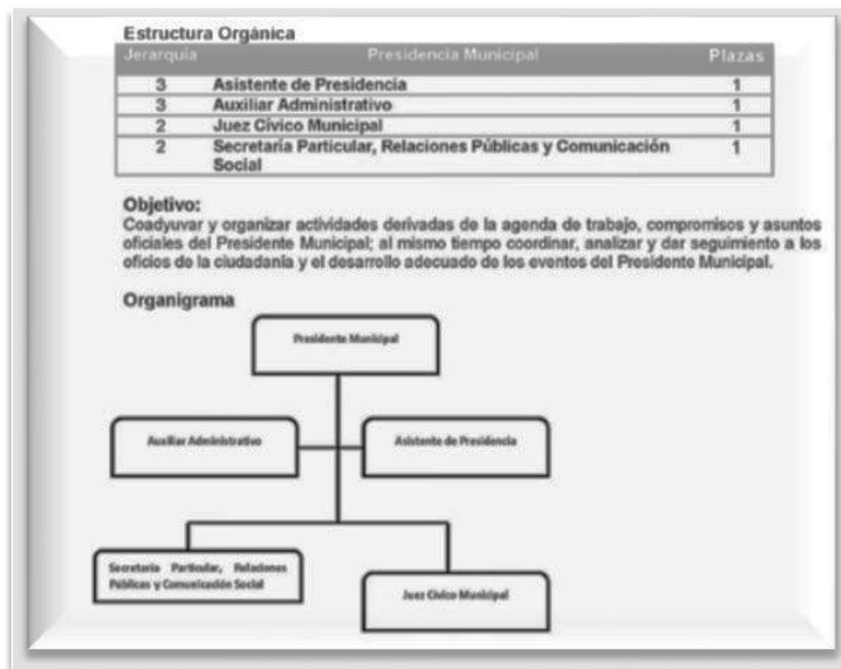 Estructura Orgánica
Jerarquía Presidencia Municipal Plazas
3 Asistente de Presidencia 1
3 Auxiliar Administrativo 1
2 Juez Cívico Municipal 1
2 Secretaría Particular, Relaciones Públicas y Comunicación 1
Social
Objetivo:
Coadyuvar y organizar actividades derivadas de la agenda de trabajo, compromisos y asuntos
oficiales del Presidente Municipal; al mismo tiempo coordinar, analizar y dar seguimiento a los
oficios de la ciudadanía y el desarrollo adecuado de los eventos del Presidente Municipal.
Organigrama
Presidente Municipal
Auxiliar Administrativo
Asistente de Presidencia
Secretaría Particular, Relaciones
Públicas y Comunicación Social
Juez Cívico Municipal